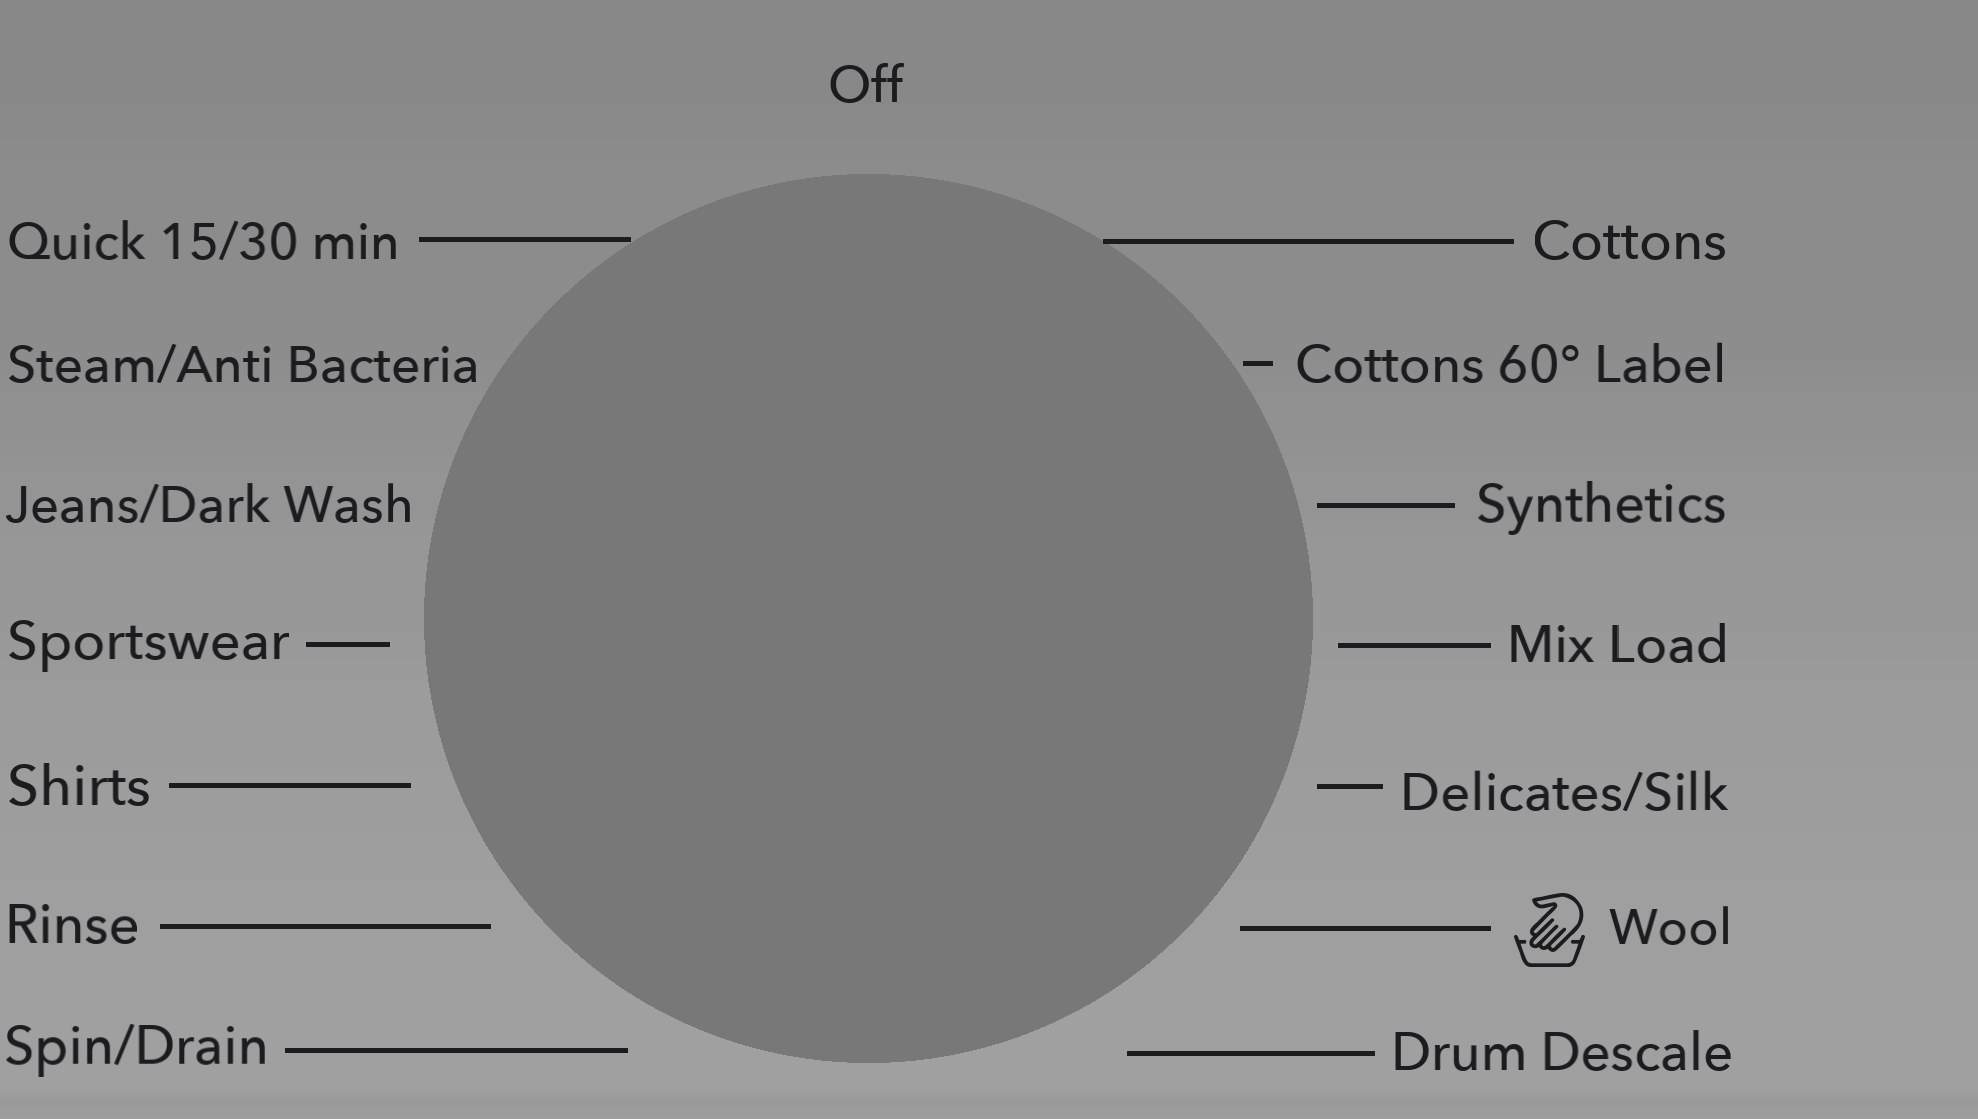 Off
Quick 15/30 min
Cottons
Steam/Anti Bacteria
Cottons 60° Label
Jeans/Dark Wash
Synthetics
Sportswear
Mix Load
Shirts
Delicates/Silk
Rinse
Wool
Spin/Drain
Drum Descale